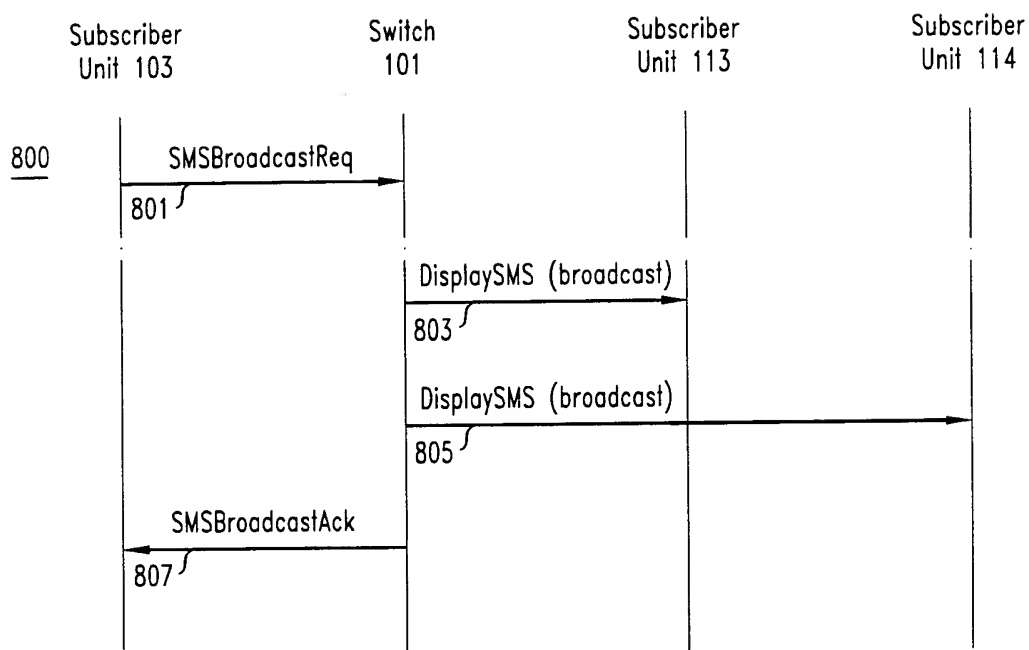 Subscriber
Unit 103
Switch
101
Subscriber
Unit 113
Subscriber
Unit 114
800
SMSBroadcastReq
801
DisplaySMS (broadcast)
803
DisplaySMS (broadcast)
805
SMSBroadcastAck
807